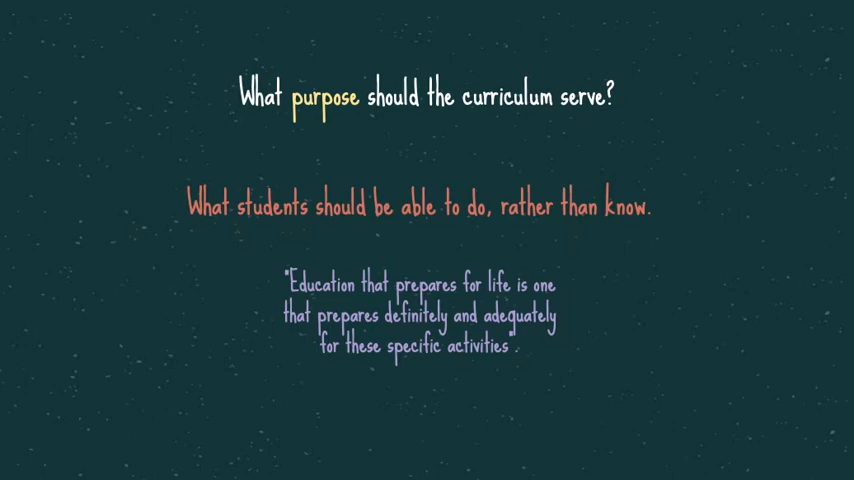 What purpose should the curriculum serve?
What students should be able to do, rather than know.
"Education that prepares for life is one
that prepares definitely and adequately
for these specific activities".